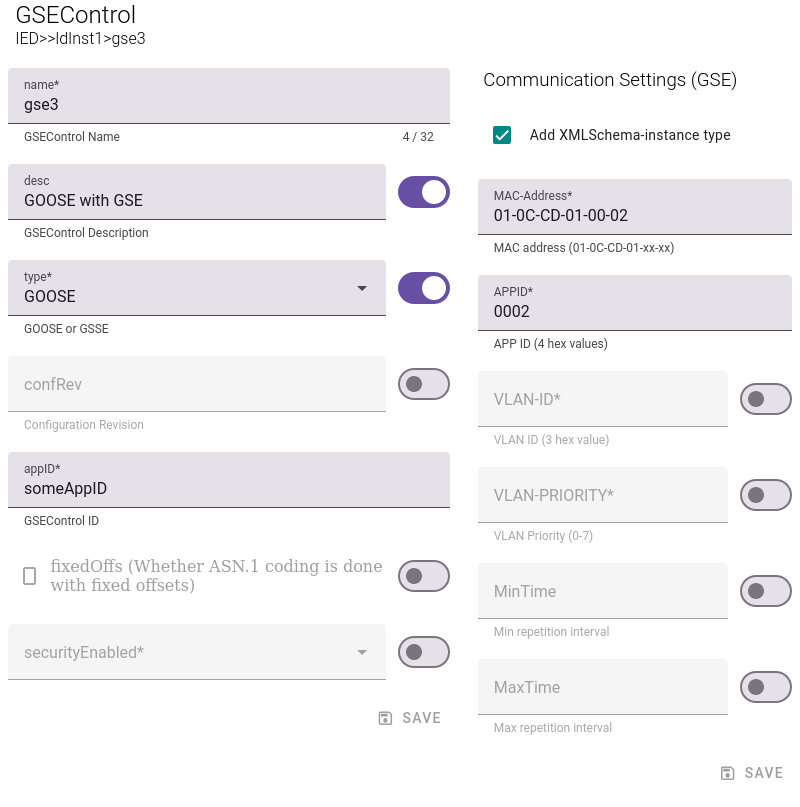 GSEControl
IED>>ldInst1>gse3
name*
gse3
GSEControl Name
4 / 32
desc
GOOSE with GSE
GSEControl Description
type*
GOOSE
GOOSE or GSSE
confRev
Configuration Revision
appID*
someAppID
GSEControl ID
fixedOffs (Whether ASN.1 coding is done
with fixed offsets)
securityEnabled*
SAVE
Communication Settings (GSE)
Add XMLSchema-instance type
MAC-Address*
01-0C-CD-01-00-02
MAC address (01-0C-CD-01-xx-xx)
APPID*
0002
APP ID (4 hex values)
VLAN-ID*
VLAN ID (3 hex value)
VLAN-PRIORITY*
VLAN Priority (0-7)
MinTime
Min repetition interval
MaxTime
Max repetition interval
SAVE